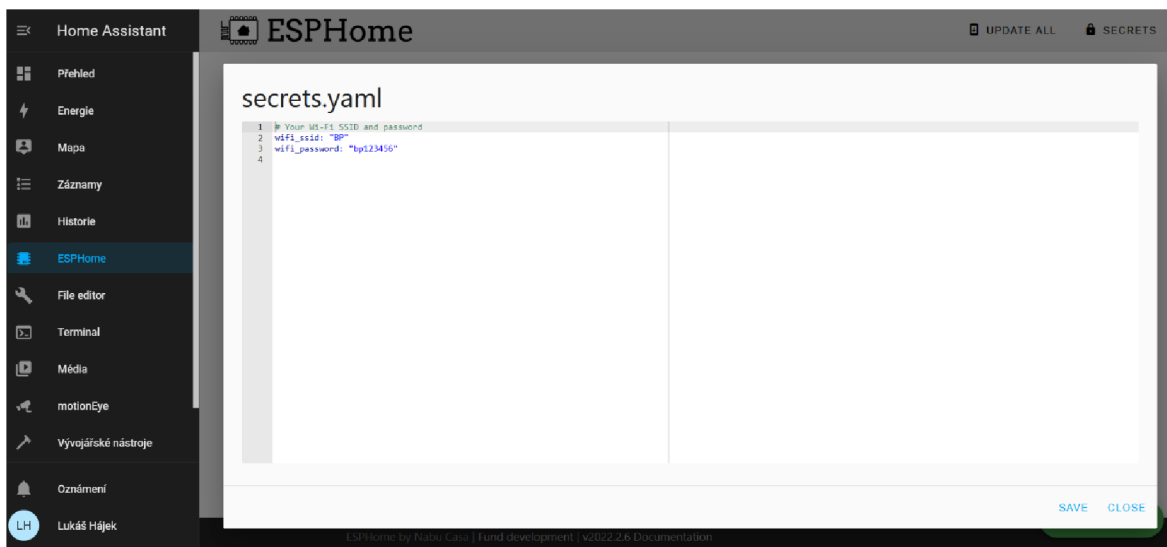 Home Assistant
ESPHome
UPDATE ALL
SECRETS
Přehled
Energie
Mapa
Záznamy
Historie
ESPHome
File editor
Terminal
Média
motionEye
Vývojářské nástroje
Oznámení
LH
Lukáš Hájek
secrets.yaml
1 # Your Wi-Fi SSID and password
2 wifi_ssid: "BP"
3 wifi_password: "bp123456"
4
SAVE
CLOSE
ESPHome by Nabu Casa | Fund development | v2022.2.6 Documentation